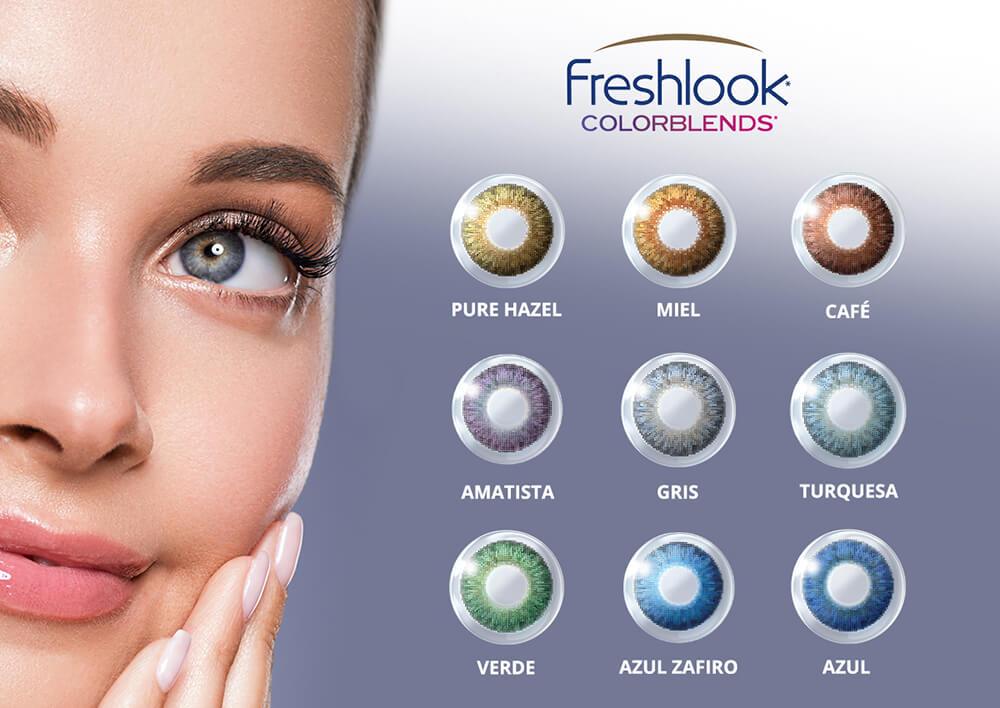 Freshlook*
COLORBLENDS*
PURE HAZEL
MIEL
CAFÉ
AMATISTA
GRIS
TURQUESA
VERDE
AZUL ZAFIRO
AZUL